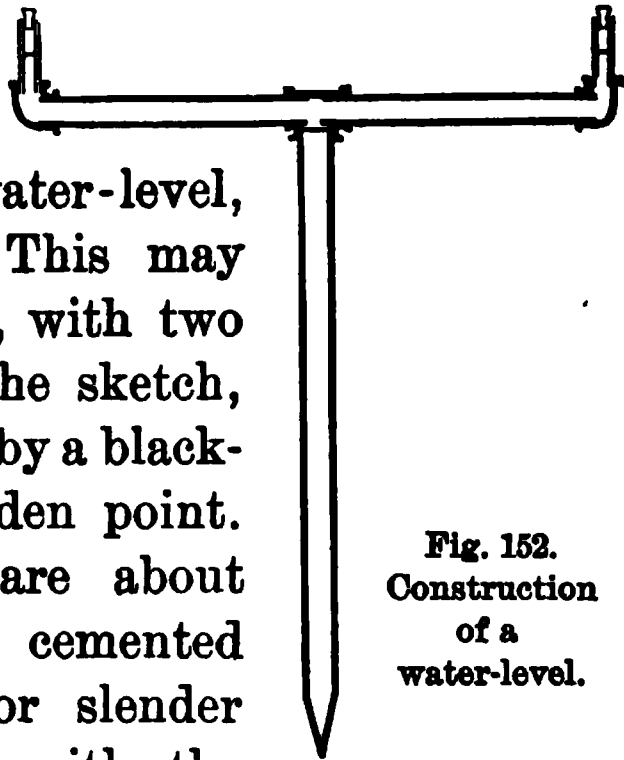 water-level,
This may
, with two
he sketch,
by a black-
den point.
are about
cemented
or slender
Fig. 152.
Construction
of a
water-level.